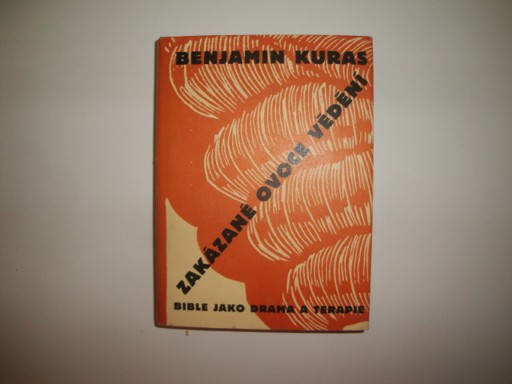 BENJAMIN KURAS
ZAKÁZANÉ OVOCE VĚDĚNÍ
BIBLE JAKO DRAMA A TERAPIE